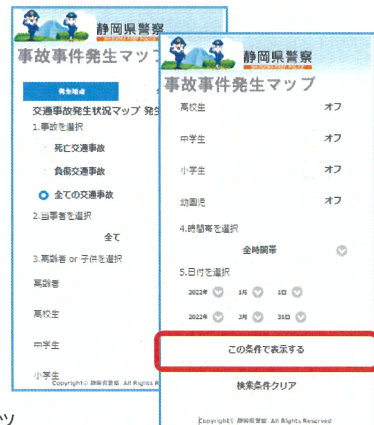 静岡県警察
事故事件発生マップ
発生地点
交通事故発生状況マップ 発生
1.事故を選択
死亡交通事故
負傷交通事故
全ての交通事故
2.当事者を選択
全て
3.高齢者 or 子供を選択
高齢者
高校生
中学生
小学生
Copyright© 静岡県警察. All Rights R
静岡県警察
事故事件発生マップ
高校生 オフ
中学生 オフ
小学生 オフ
幼園児 オフ
4.時間帯を選択
全時間帯
5.日付を選択
2022年 1月 1日
2022年 3月 31日
この条件で表示する
検索条件クリア
Copyright© 静岡県警察. All Rights Reserved
ツ